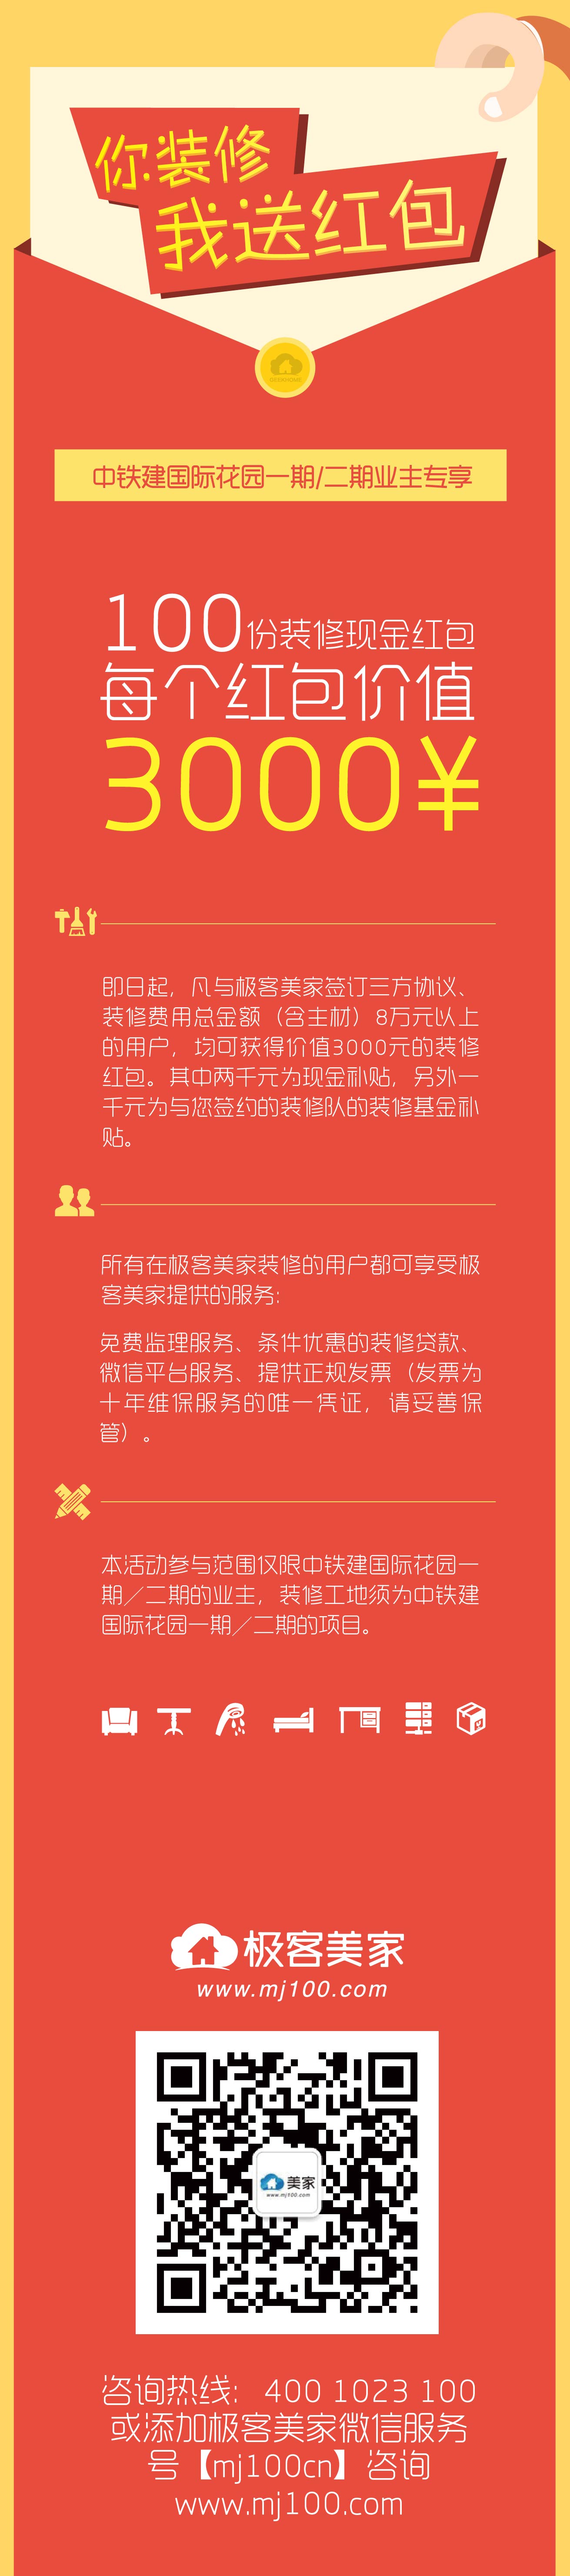 你装修
我送红包
中铁建国际花园一期/二期业主专享
100份装修现金红包
每个红包价值
3000¥
即日起，凡与极客美家签订三方协议、
装修费用总金额（含主材）8万元以上
的用户，均可获得价值3000元的装修
红包。其中两千元为现金补贴，另外一
千元为与您签约的装修队的装修基金补
贴。
所有在极客美家装修的用户都可享受极
客美家提供的服务:
免费监理服务、条件优惠的装修贷款、
微信平台服务、提供正规发票（发票为
十年维保服务的唯一凭证，请妥善保
管）。
本活动参与范围仅限中铁建国际花园一
期／二期的业主，装修工地须为中铁建
国际花园一期／二期的项目。
极客美家
www.mj100.com
美家
www.mj100.com
咨询热线: 400 1023 100
或添加极客美家微信服务
号【mj100cn】咨询
www.mj100.com